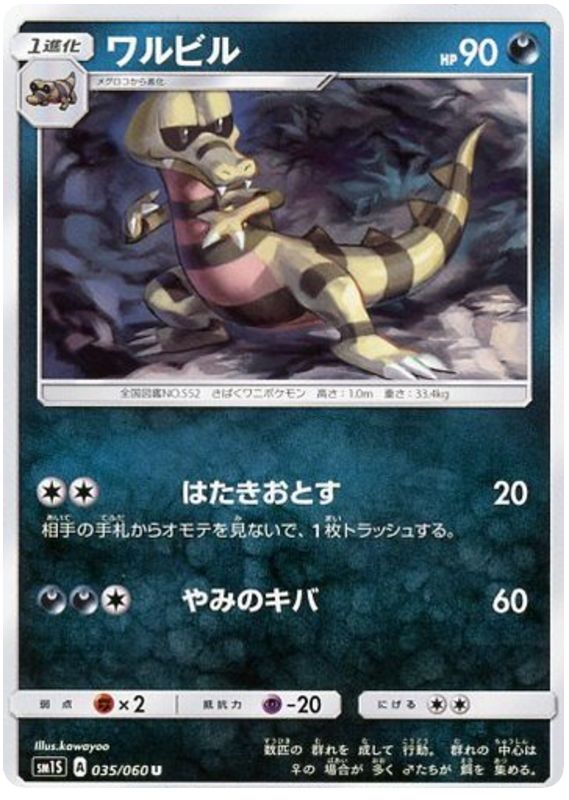 1進化 ワルビル HP 90
メグロコから進化
全国図鑑NO.552 さばくワニポケモン 高さ：1.0m 重さ：33.4kg
はたきおとす 20
相手の手札からオモテを見ないで、1枚トラッシュする。
やみのキバ 60
弱点 ×2 抵抗力 -20 にげる
Illus.kawayoo
sm1S A 035/060 U
数匹の 群れを 成して 行動。 群れの 中心は
♀の 場合が 多く ♂たちが 餌を 集める。